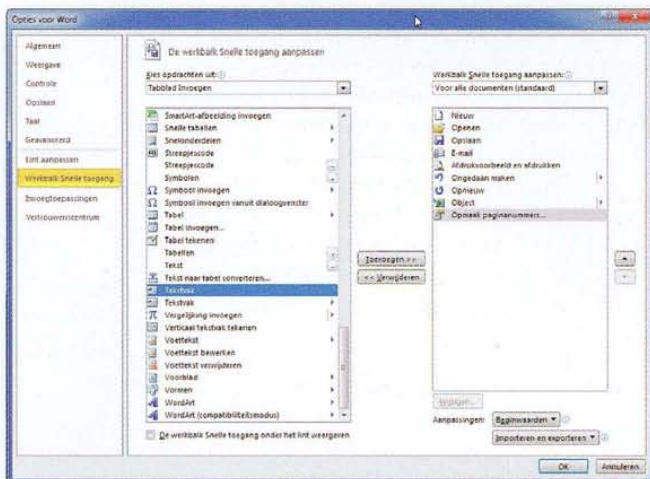 Opties voor Word
Algemeen
Weergave
Controle
Opslaan
Taal
Geavanceerd
Lint aanpassen
Werkbalk Snelle toegang
Invoegtoepassingen
Vertrouwenscentrum
De werkbalk Snelle toegang aanpassen
Kies opdrachten uit:
Tabblad Invoegen
SmartArt-afbeelding invoegen
Snelle tabellen
Snelonderdelen
Streepjescode
Streepjescode
Symbolen
Symbool invoegen
Symbool invoegen vanuit dialoogvenster
Tabel
Tabel invoegen...
Tabel tekenen
Tabellen
Tekst
Tekst naar tabel converteren...
Tekstvak
Tekstvak
Vergelijking invoegen
Verticaal tekstvak tekenen
Voettekst
Voettekst bewerken
Voettekst verwijderen
Voorblad
Vormen
WordArt
WordArt (compatibiliteitsmodus)
De werkbalk Snelle toegang onder het lint weergeven
Toevoegen >>
<< Verwijderen
Werkbalk Snelle toegang aanpassen:
Voor alle documenten (standaard)
Nieuw
Openen
Opslaan
E-mail
Afdrukvoorbeeld en afdrukken
Ongedaan maken
Opnieuw
Object
Opmaak paginanummers...
Wijzigen...
Aanpassingen:
Beginwaarden
Importeren en exporteren
OK
Annuleren